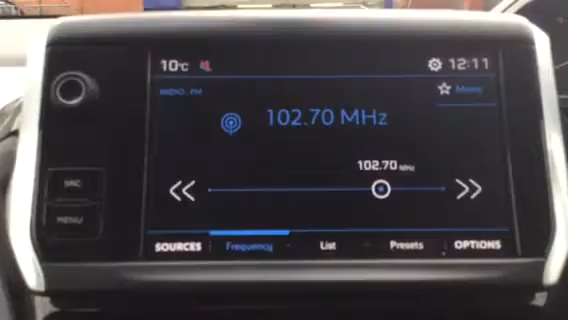 10°C 12:11
RADIO FM Memo
102.70 MHz
102.70 MHz
SRC
MENU
SOURCES Frequency List Presets OPTIONS